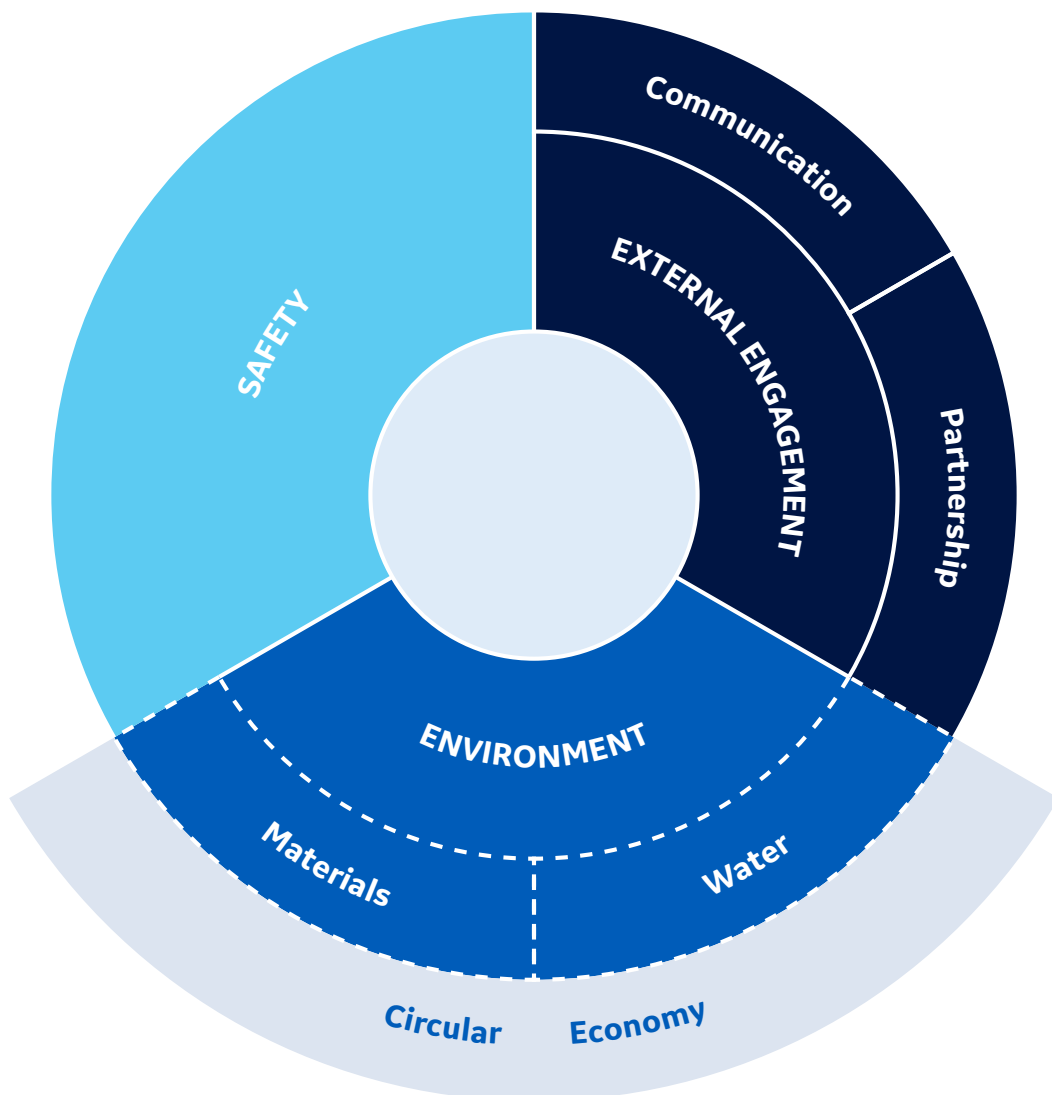 Communication
EXTERNAL ENGAGEMENT
SAFETY
Partnership
ENVIRONMENT
Materials
Water
Circular Economy